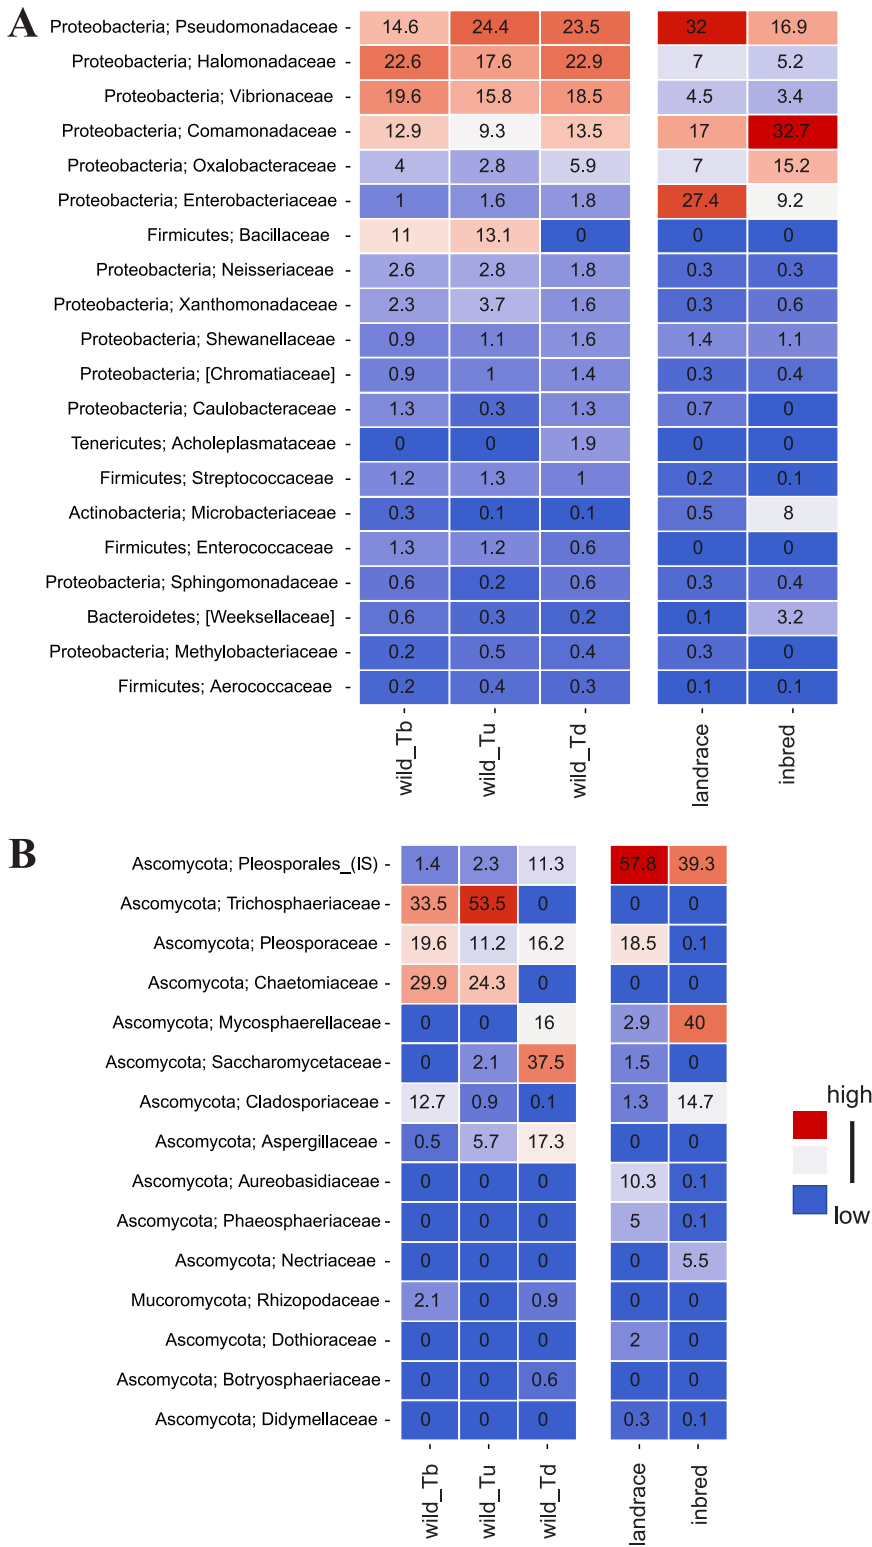 A
Proteobacteria; Pseudomonadaceae - 14.6 24.4 23.5 32 16.9
Proteobacteria; Halomonadaceae - 22.6 17.6 22.9 7 5.2
Proteobacteria; Vibrionaceae - 19.6 15.8 18.5 4.5 3.4
Proteobacteria; Comamonadaceae - 12.9 9.3 13.5 17 32.7
Proteobacteria; Oxalobacteraceae - 4 2.8 5.9 7 15.2
Proteobacteria; Enterobacteriaceae - 1 1.6 1.8 27.4 9.2
Firmicutes; Bacillaceae - 11 13.1 0 0 0
Proteobacteria; Neisseriaceae - 2.6 2.8 1.8 0.3 0.3
Proteobacteria; Xanthomonadaceae - 2.3 3.7 1.6 0.3 0.6
Proteobacteria; Shewanellaceae - 0.9 1.1 1.6 1.4 1.1
Proteobacteria; [Chromatiaceae] - 0.9 1 1.4 0.3 0.4
Proteobacteria; Caulobacteraceae - 1.3 0.3 1.3 0.7 0
Tenericutes; Acholeplasmataceae - 0 0 1.9 0 0
Firmicutes; Streptococcaceae - 1.2 1.3 1 0.2 0.1
Actinobacteria; Microbacteriaceae - 0.3 0.1 0.1 0.5 8
Firmicutes; Enterococcaceae - 1.3 1.2 0.6 0 0
Proteobacteria; Sphingomonadaceae - 0.6 0.2 0.6 0.3 0.4
Bacteroidetes; [Weeksellaceae] - 0.6 0.3 0.2 0.1 3.2
Proteobacteria; Methylobacteriaceae - 0.2 0.5 0.4 0.3 0
Firmicutes; Aerococcaceae - 0.2 0.4 0.3 0.1 0.1
wild_Tb wild_Tu wild_Td landrace inbred
B
Ascomycota; Pleosporales_(IS) - 1.4 2.3 11.3 57.8 39.3
Ascomycota; Trichosphaeriaceae - 33.5 53.5 0 0 0
Ascomycota; Pleosporaceae - 19.6 11.2 16.2 18.5 0.1
Ascomycota; Chaetomiaceae - 29.9 24.3 0 0 0
Ascomycota; Mycosphaerellaceae - 0 0 16 2.9 40
Ascomycota; Saccharomycetaceae - 0 2.1 37.5 1.5 0
Ascomycota; Cladosporiaceae - 12.7 0.9 0.1 1.3 14.7
Ascomycota; Aspergillaceae - 0.5 5.7 17.3 0 0
Ascomycota; Aureobasidiaceae - 0 0 0 10.3 0.1
Ascomycota; Phaeosphaeriaceae - 0 0 0 5 0.1
Ascomycota; Nectriaceae - 0 0 0 0 5.5
Mucoromycota; Rhizopodaceae - 2.1 0 0.9 0 0
Ascomycota; Dothioraceae - 0 0 0 2 0
Ascomycota; Botryosphaeriaceae - 0 0 0.6 0 0
Ascomycota; Didymellaceae - 0 0 0 0.3 0.1
wild_Tb wild_Tu wild_Td landrace inbred
high
low